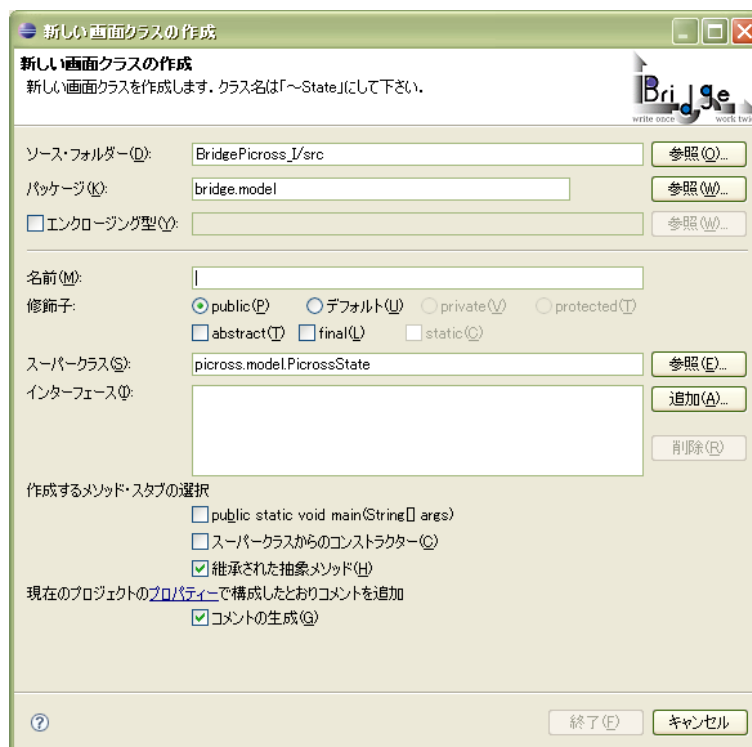 新しい画面クラスの作成
新しい画面クラスの作成
新しい画面クラスを作成します．クラス名は「～State」にして下さい．
Bridge
write once work twi
ソース・フォルダー(D): BridgePicross_I/src 参照(O)...
パッケージ(K): bridge.model 参照(W)...
エンクロージング型(Y): 参照(W)...
名前(M):
修飾子: public(P) デフォルト(U) private(V) protected(T)
abstract(T) final(L) static(C)
スーパークラス(S): picross.model.PicrossState 参照(E)...
インターフェース(I): 追加(A)...
削除(R)
作成するメソッド・スタブの選択
public static void main(String[] args)
スーパークラスからのコンストラクター(C)
継承された抽象メソッド(H)
現在のプロジェクトのプロパティーで構成したとおりコメントを追加
コメントの生成(G)
? 終了(F) キャンセル